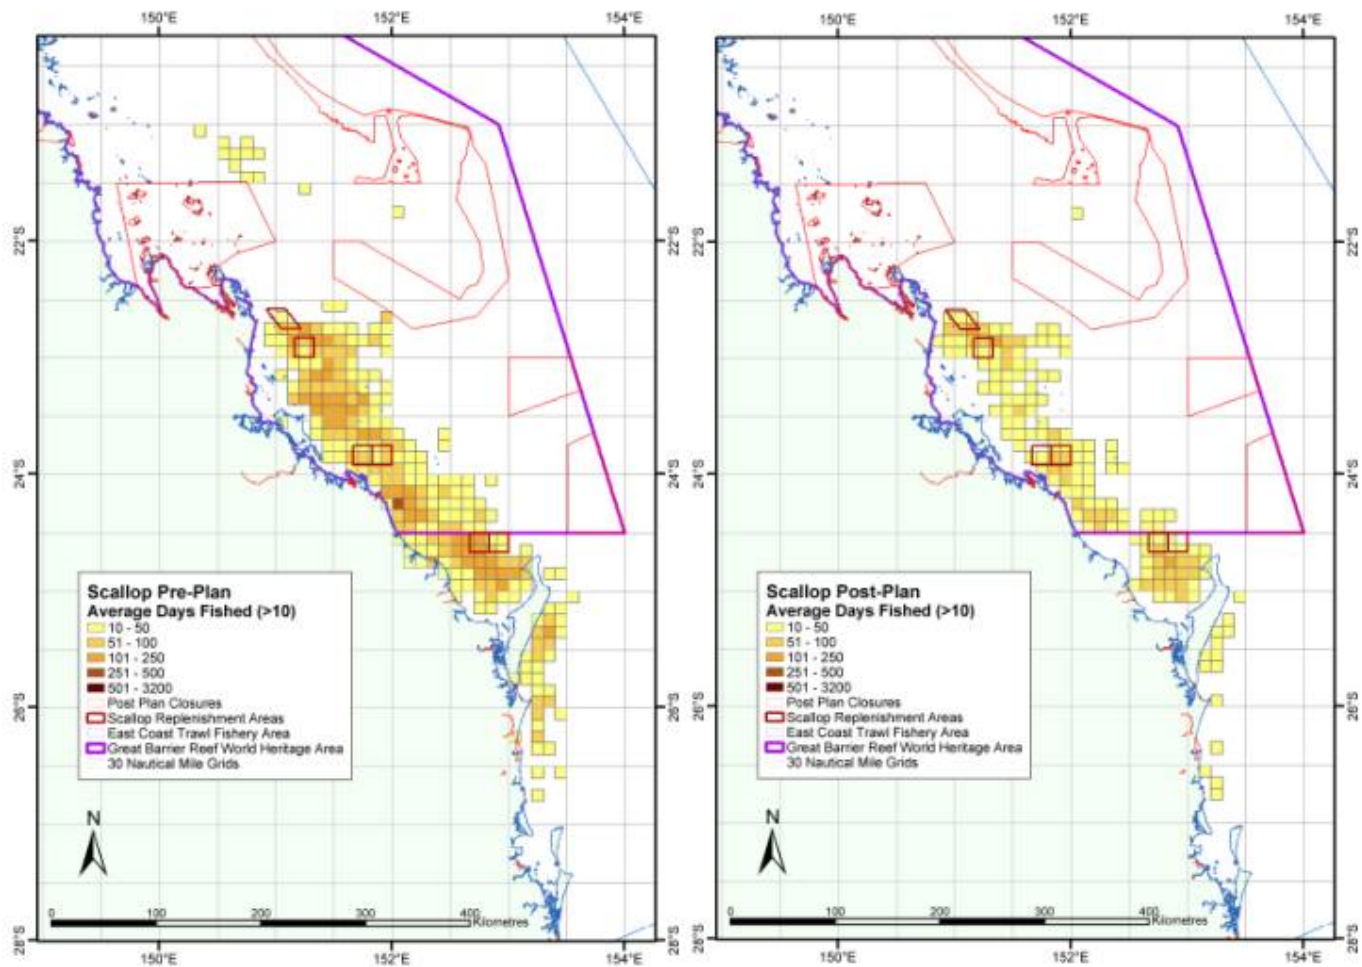 150°E 152°E 154°E
22°S 22°S
24°S 24°S
26°S 26°S
28°S 28°S
Scallop Pre-Plan
Average Days Fished (>10)
10 - 50
51 - 100
101 - 250
251 - 500
501 - 3200
Post Plan Closures
Scallop Replenishment Areas
East Coast Trawl Fishery Area
Great Barrier Reef World Heritage Area
30 Nautical Mile Grids
N
0 100 200 300 400
Kilometres
150°E 152°E 154°E
150°E 152°E 154°E
22°S 22°S
24°S 24°S
26°S 26°S
28°S 28°S
Scallop Post-Plan
Average Days Fished (>10)
10 - 50
51 - 100
101 - 250
251 - 500
501 - 3200
Post Plan Closures
Scallop Replenishment Areas
East Coast Trawl Fishery Area
Great Barrier Reef World Heritage Area
30 Nautical Mile Grids
N
0 100 200 300 400
Kilometres
150°E 152°E 154°E